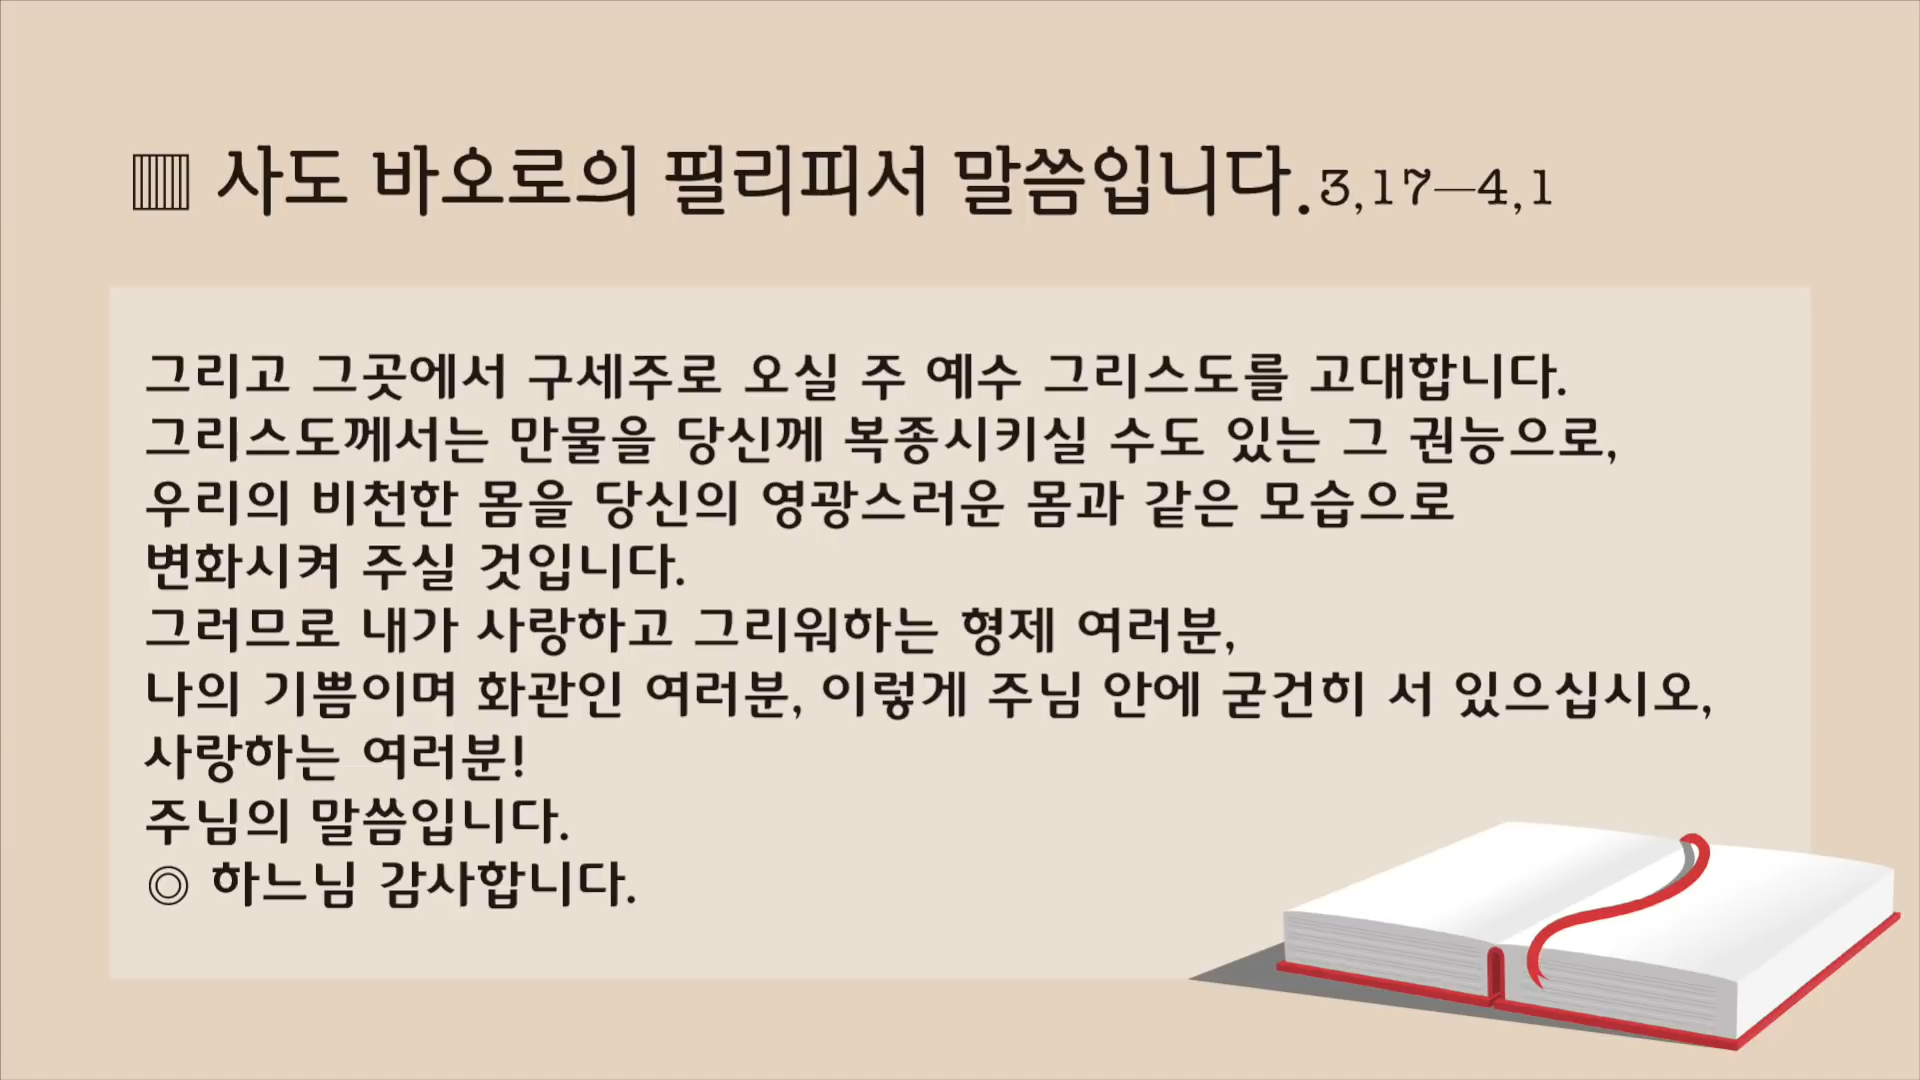 ▥ 사도 바오로의 필리피서 말씀입니다.3,17—4,1
그리고 그곳에서 구세주로 오실 주 예수 그리스도를 고대합니다.
그리스도께서는 만물을 당신께 복종시키실 수도 있는 그 권능으로,
우리의 비천한 몸을 당신의 영광스러운 몸과 같은 모습으로
변화시켜 주실 것입니다.
그러므로 내가 사랑하고 그리워하는 형제 여러분,
나의 기쁨이며 화관인 여러분, 이렇게 주님 안에 굳건히 서 있으십시오,
사랑하는 여러분!
주님의 말씀입니다.
◎ 하느님 감사합니다.